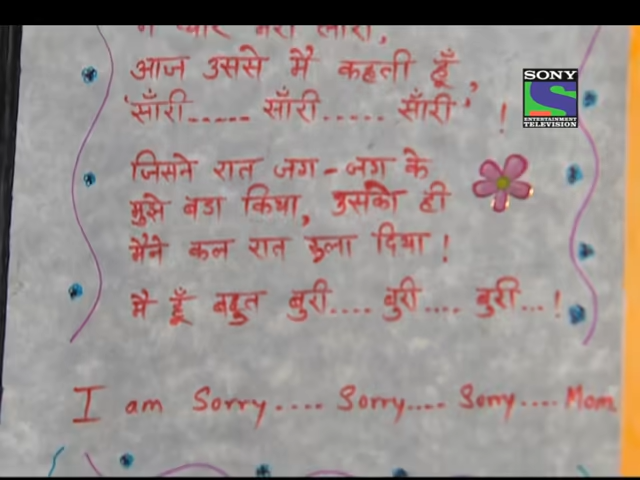 आज उससे मै कहती हूँ,
'साँरी..... साँरी..... साँरी' !
जिसने रात जग-जग के
मुझे बडा किया, उसको ही
मैने कल रात रुला दिया !
मै हूँ बहुत बुरी.... बुरी.... बुरी...!
I am Sorry.... Sorry.... Sorry.... Mom
SONY
ENTERTAINMENT
TELEVISION